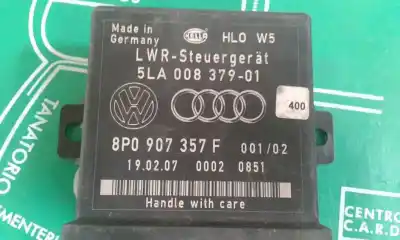 Made in
Germany
HELLA
HLO W5
LWR-Steuergerät
5LA 008 379-01
400
8P0 907 357 F 001/02
19.02.07 0002 0851
Handle with care
TANATORIO
CENTRO
C.A.R.D